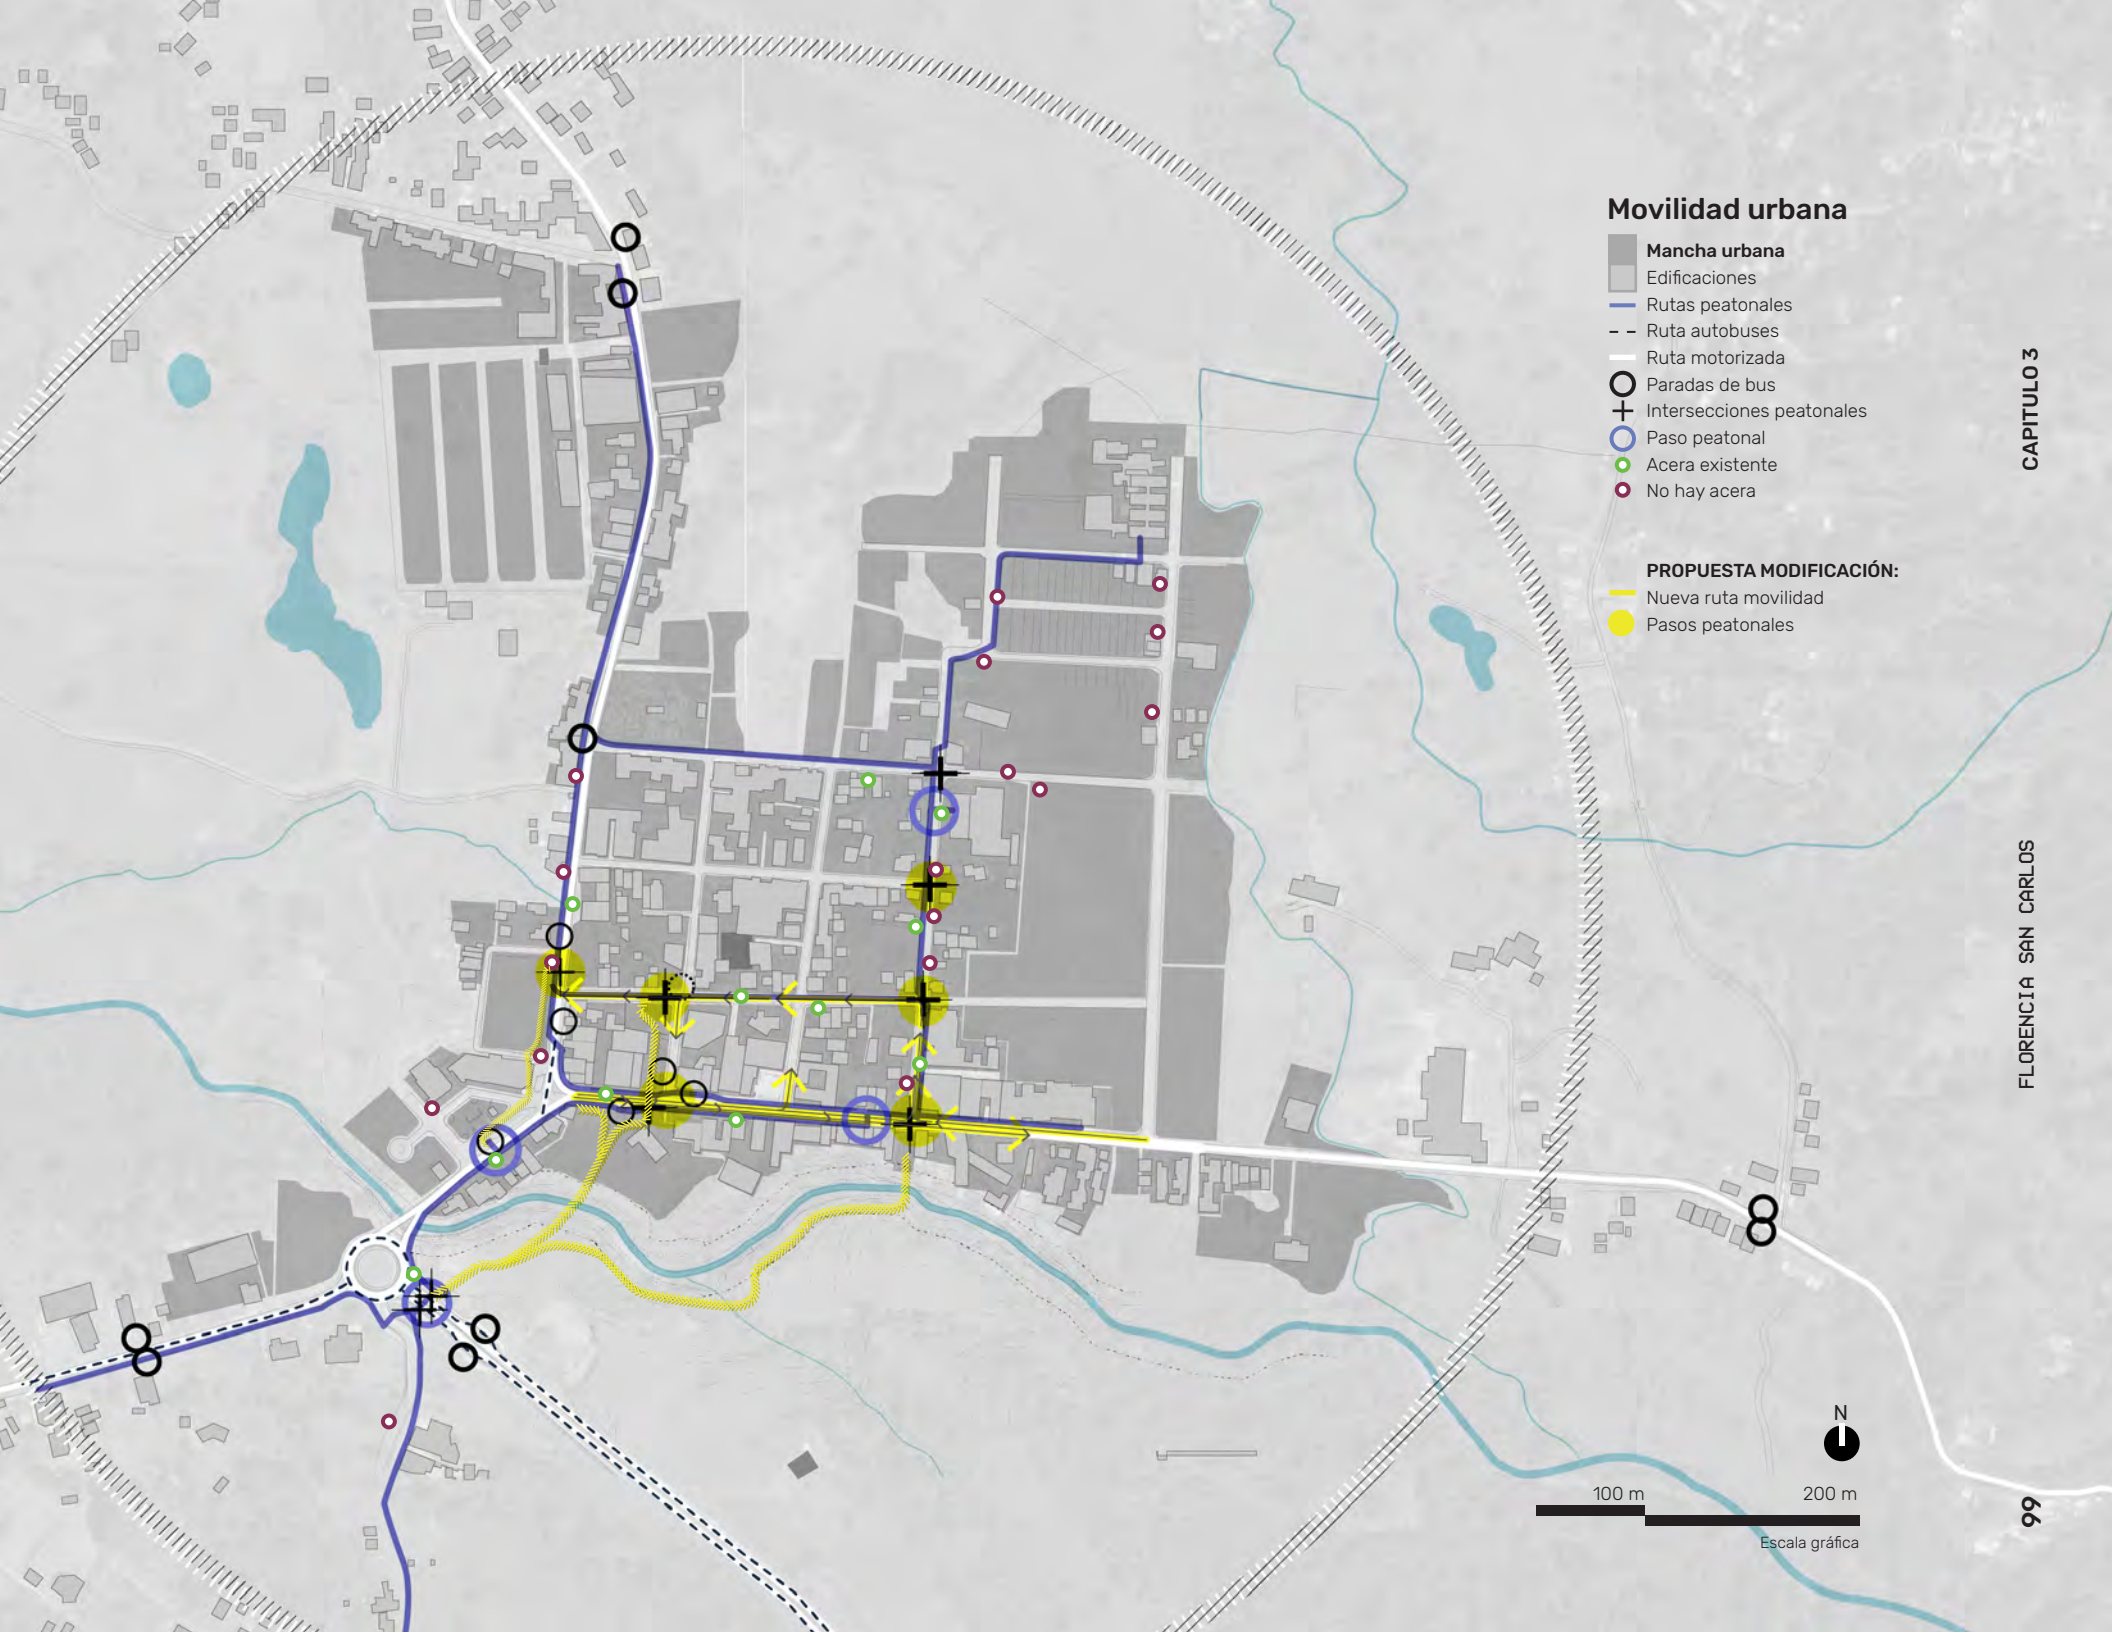 Movilidad urbana
Mancha urbana
Edificaciones
Rutas peatonales
Ruta autobuses
Ruta motorizada
Paradas de bus
Intersecciones peatonales
Paso peatonal
Acera existente
No hay acera
PROPUESTA MODIFICACIÓN:
Nueva ruta movilidad
Pasos peatonales
CAPITULO 3
FLORENCIA SAN CARLOS
N
100 m
200 m
Escala gráfica
99